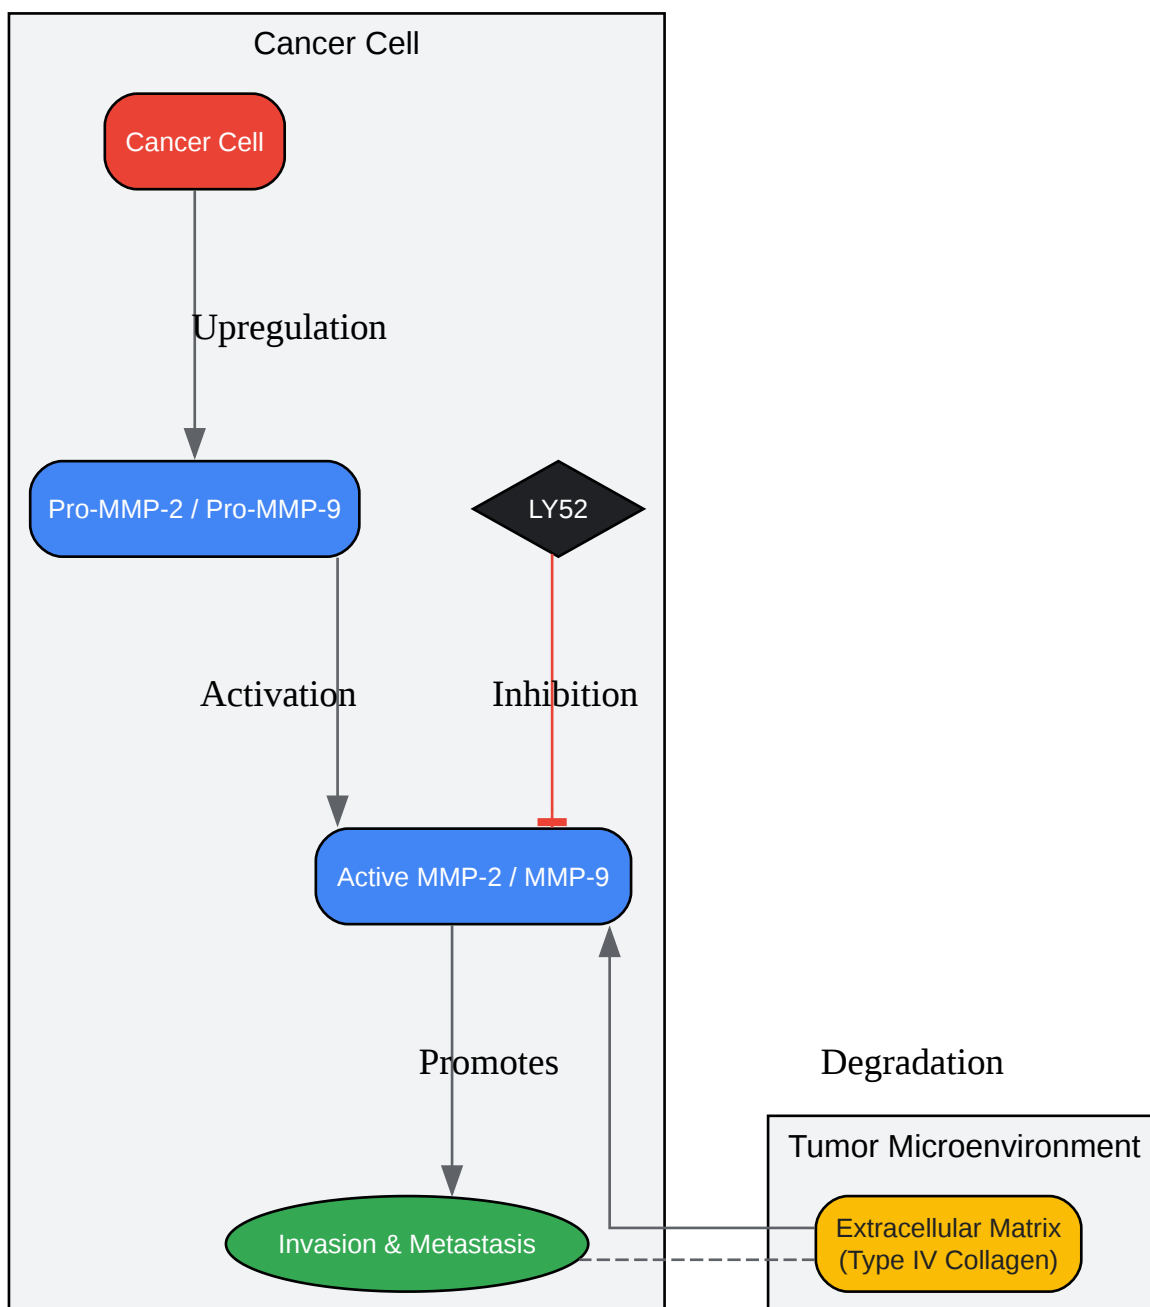 Cancer Cell
Cancer Cell
Upregulation
Pro-MMP-2 / Pro-MMP-9
LY52
Activation
Inhibition
Active MMP-2 / MMP-9
Promotes
Degradation
Tumor Microenvironment
Extracellular Matrix
(Type IV Collagen)
Invasion & Metastasis